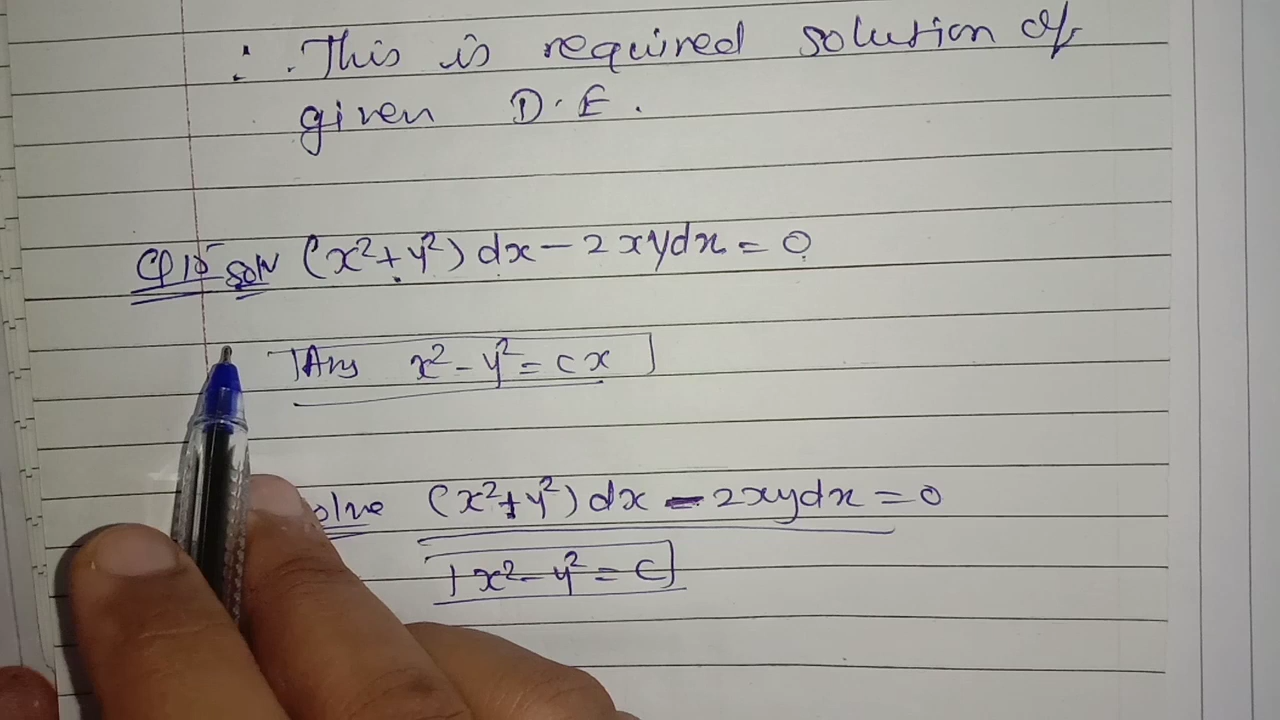 ∴ This is required solution of
given D.E.
Q15 Solv (x²+y²) dx − 2xydx = 0
Ans x² − y² = cx
olve (x²+y²) dx − 2xydx = 0
x² − y² = c